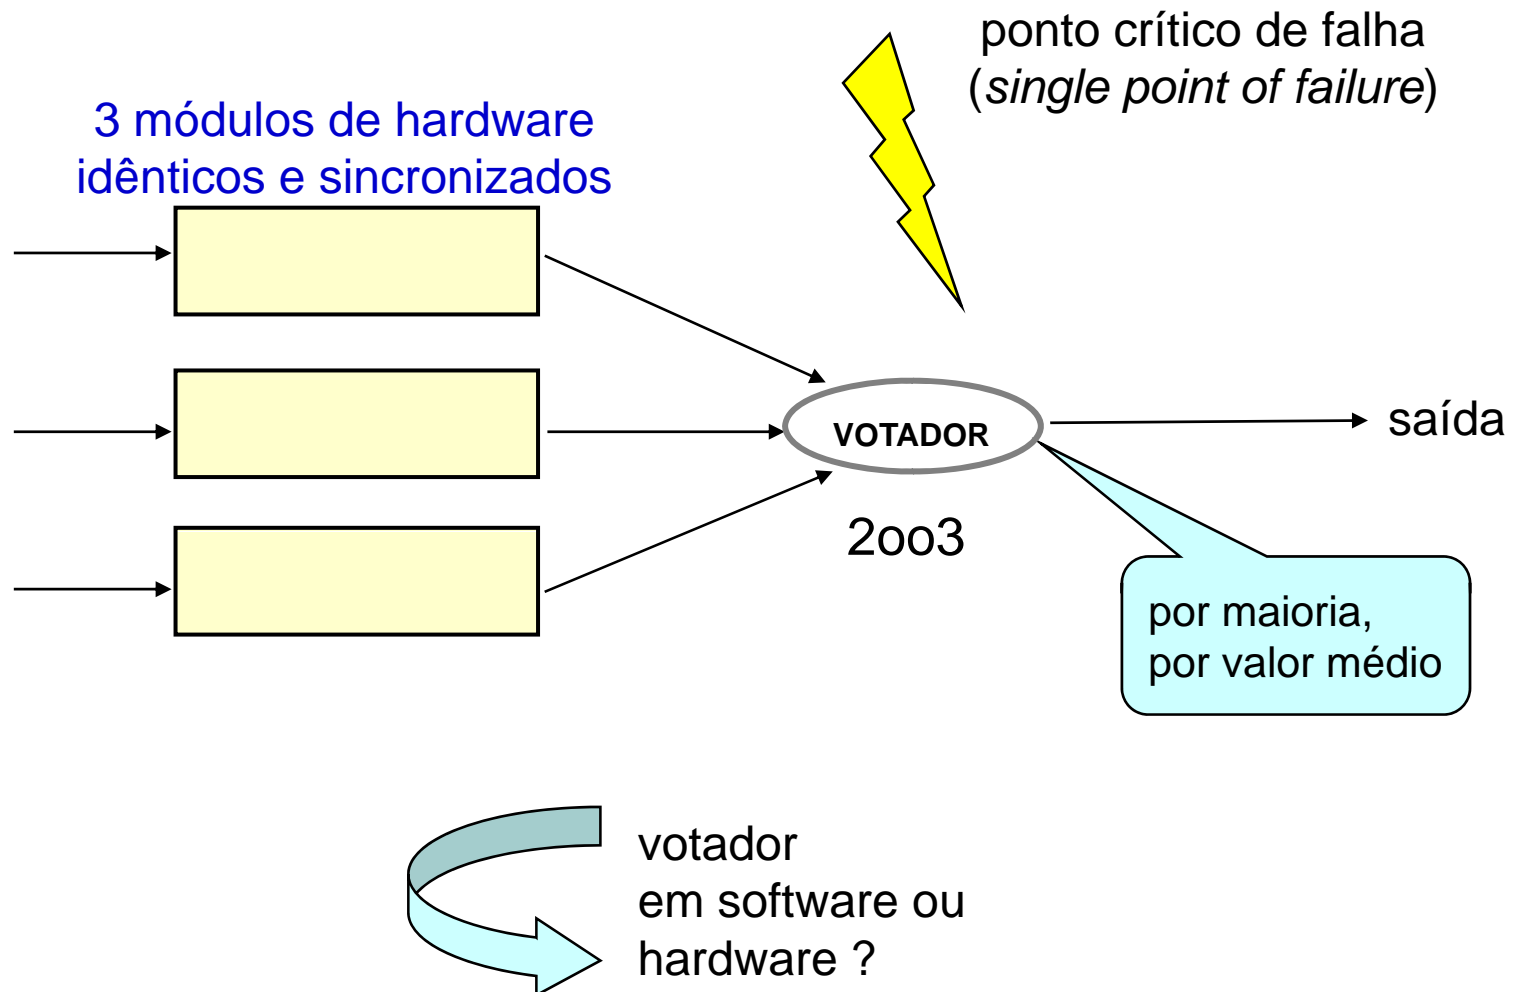 ponto crítico de falha
(single point of failure)
3 módulos de hardware
idênticos e sincronizados
VOTADOR
saída
2oo3
por maioria,
por valor médio
votador
em software ou
hardware ?